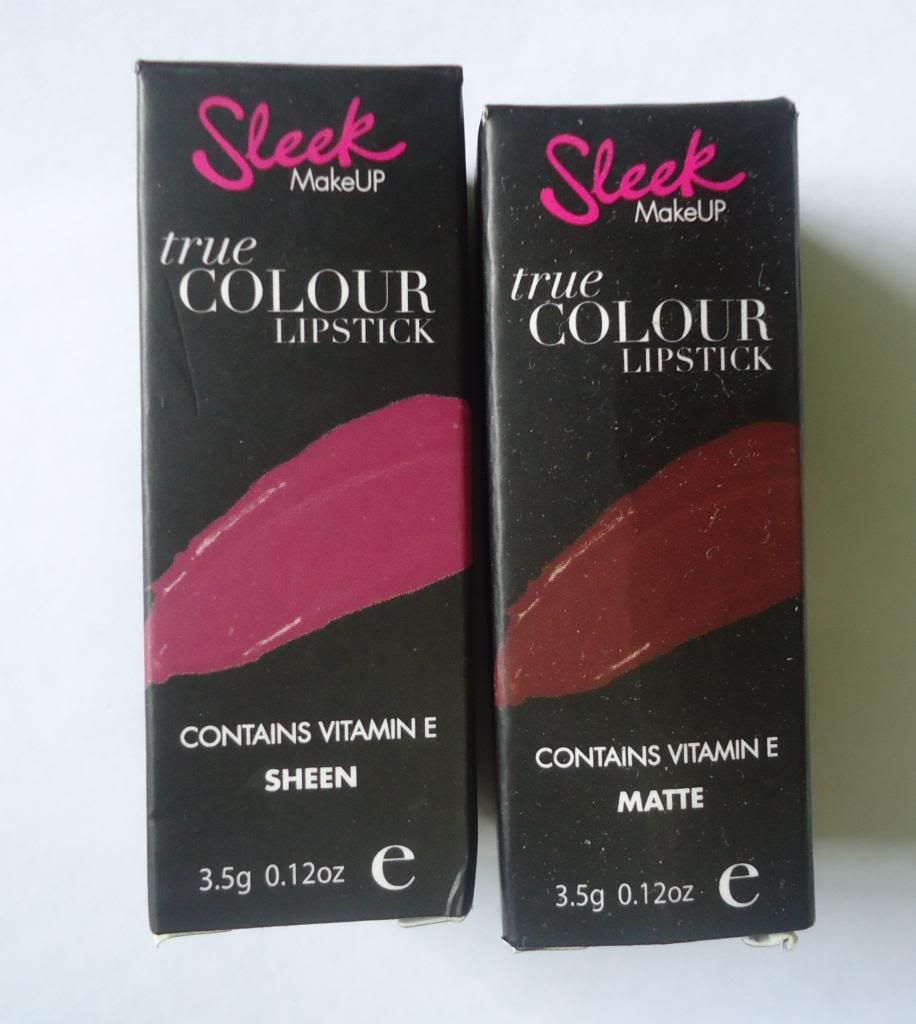 Sleek
MakeUP
true
COLOUR
LIPSTICK
CONTAINS VITAMIN E
SHEEN
3.5g 0.12oz e
Sleek
MakeUP
true
COLOUR
LIPSTICK
CONTAINS VITAMIN E
MATTE
3.5g 0.12oz e